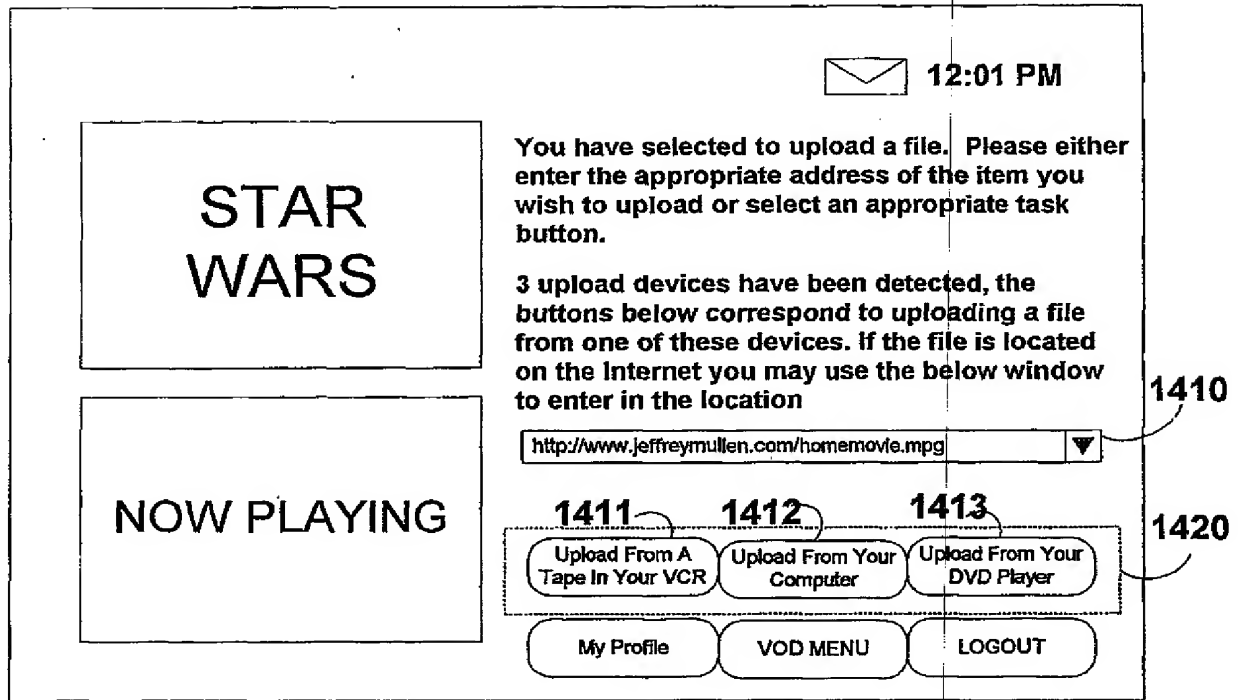 12:01 PM
STAR
WARS
You have selected to upload a file. Please either
enter the appropriate address of the item you
wish to upload or select an appropriate task
button.
3 upload devices have been detected, the
buttons below correspond to uploading a file
from one of these devices. If the file is located
on the Internet you may use the below window
to enter in the location
1410
http://www.jeffreymullen.com/homemovie.mpg
NOW PLAYING
1411
1412
1413
1420
Upload From A
Tape In Your VCR
Upload From Your
Computer
Upload From Your
DVD Player
My Profile
VOD MENU
LOGOUT